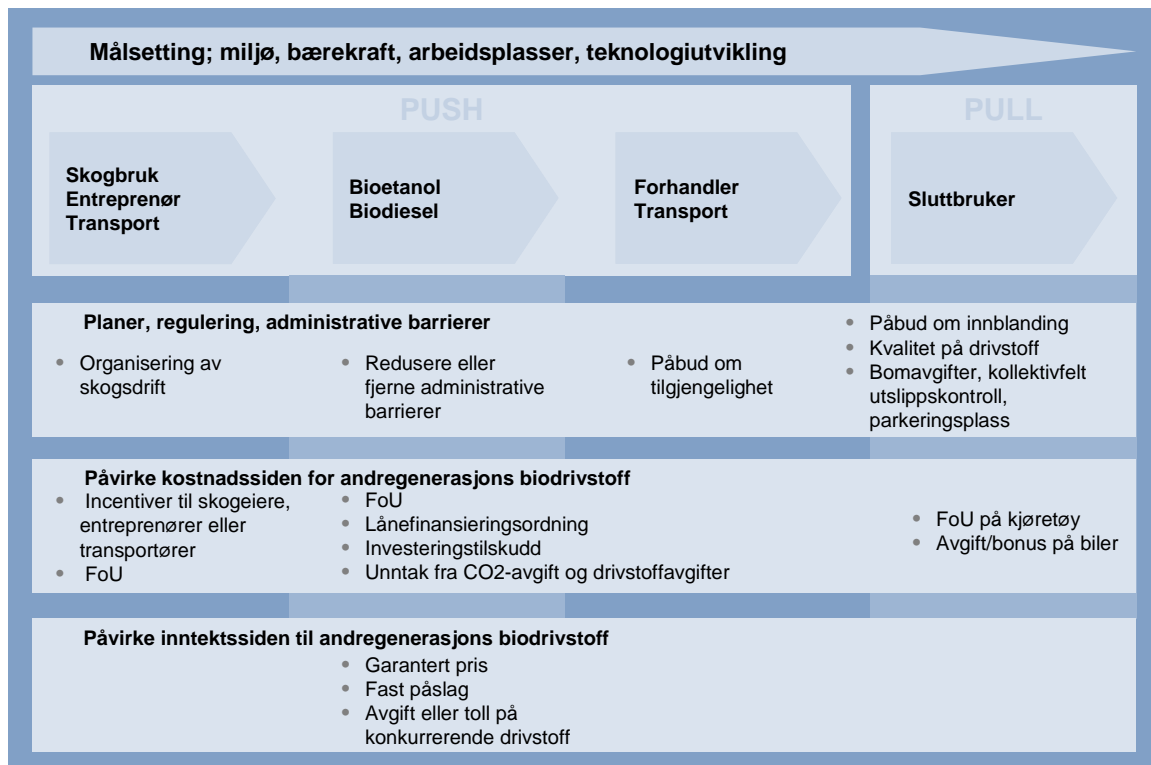 Målsetting; miljø, bærekraft, arbeidsplasser, teknologiutvikling
PUSH
PULL
Skogbruk
Entreprenør
Transport
Bioetanol
Biodiesel
Forhandler
Transport
Sluttbruker
Planer, regulering, administrative barrierer
• Organisering av
skogsdrift
• Redusere eller
fjerne administrative
barrierer
• Påbud om
tilgjengelighet
• Påbud om innblanding
• Kvalitet på drivstoff
• Bomavgifter, kollektivfelt
utslippskontroll,
parkeringsplass
Påvirke kostnadssiden for andregenerasjons biodrivstoff
• Incentiver til skogeiere,
entreprenører eller
transportører
• FoU
• FoU
• Lånefinansieringsordning
• Investeringstilskudd
• Unntak fra CO2-avgift og drivstoffavgifter
• FoU på kjøretøy
• Avgift/bonus på biler
Påvirke inntektssiden til andregenerasjons biodrivstoff
• Garantert pris
• Fast påslag
• Avgift eller toll på
konkurrerende drivstoff